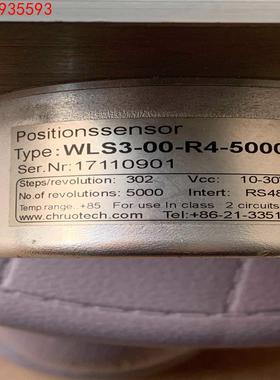 935593
Positionssensor
Type: WLS3-00-R4-5000
Ser.Nr:17110901
Steps/revolution: 302 Vcc: 10-30
No.of revolutions: 5000 Intert: RS48
Temp.range. +85 For use In class 2 circuits
www.chruotech.com Tel:+86-21-3351